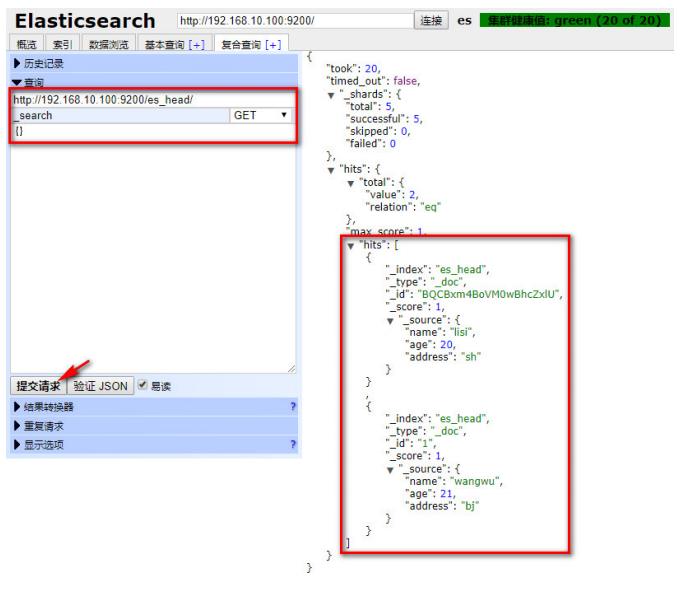 Elasticsearch http://192.168.10.100:9200/ 连接 es 集群健康值: green (20 of 20)
概览 索引 数据浏览 基本查询 [+] 复合查询 [+]
历史记录
查询
http://192.168.10.100:9200/es_head/
_search GET
{}
提交请求 验证 JSON 易读
结果转换器 ?
重复请求
显示选项 ?
{
"took": 20,
"timed_out": false,
"_shards": {
"total": 5,
"successful": 5,
"skipped": 0,
"failed": 0
},
"hits": {
"total": {
"value": 2,
"relation": "eq"
},
"max_score": 1,
"hits": [
{
"_index": "es_head",
"_type": "_doc",
"_id": "BQCBxm4BoVM0wBhcZxlU",
"_score": 1,
"_source": {
"name": "lisi",
"age": 20,
"address": "sh"
}
}
,
{
"_index": "es_head",
"_type": "_doc",
"_id": "1",
"_score": 1,
"_source": {
"name": "wangwu",
"age": 21,
"address": "bj"
}
}
]
}
}